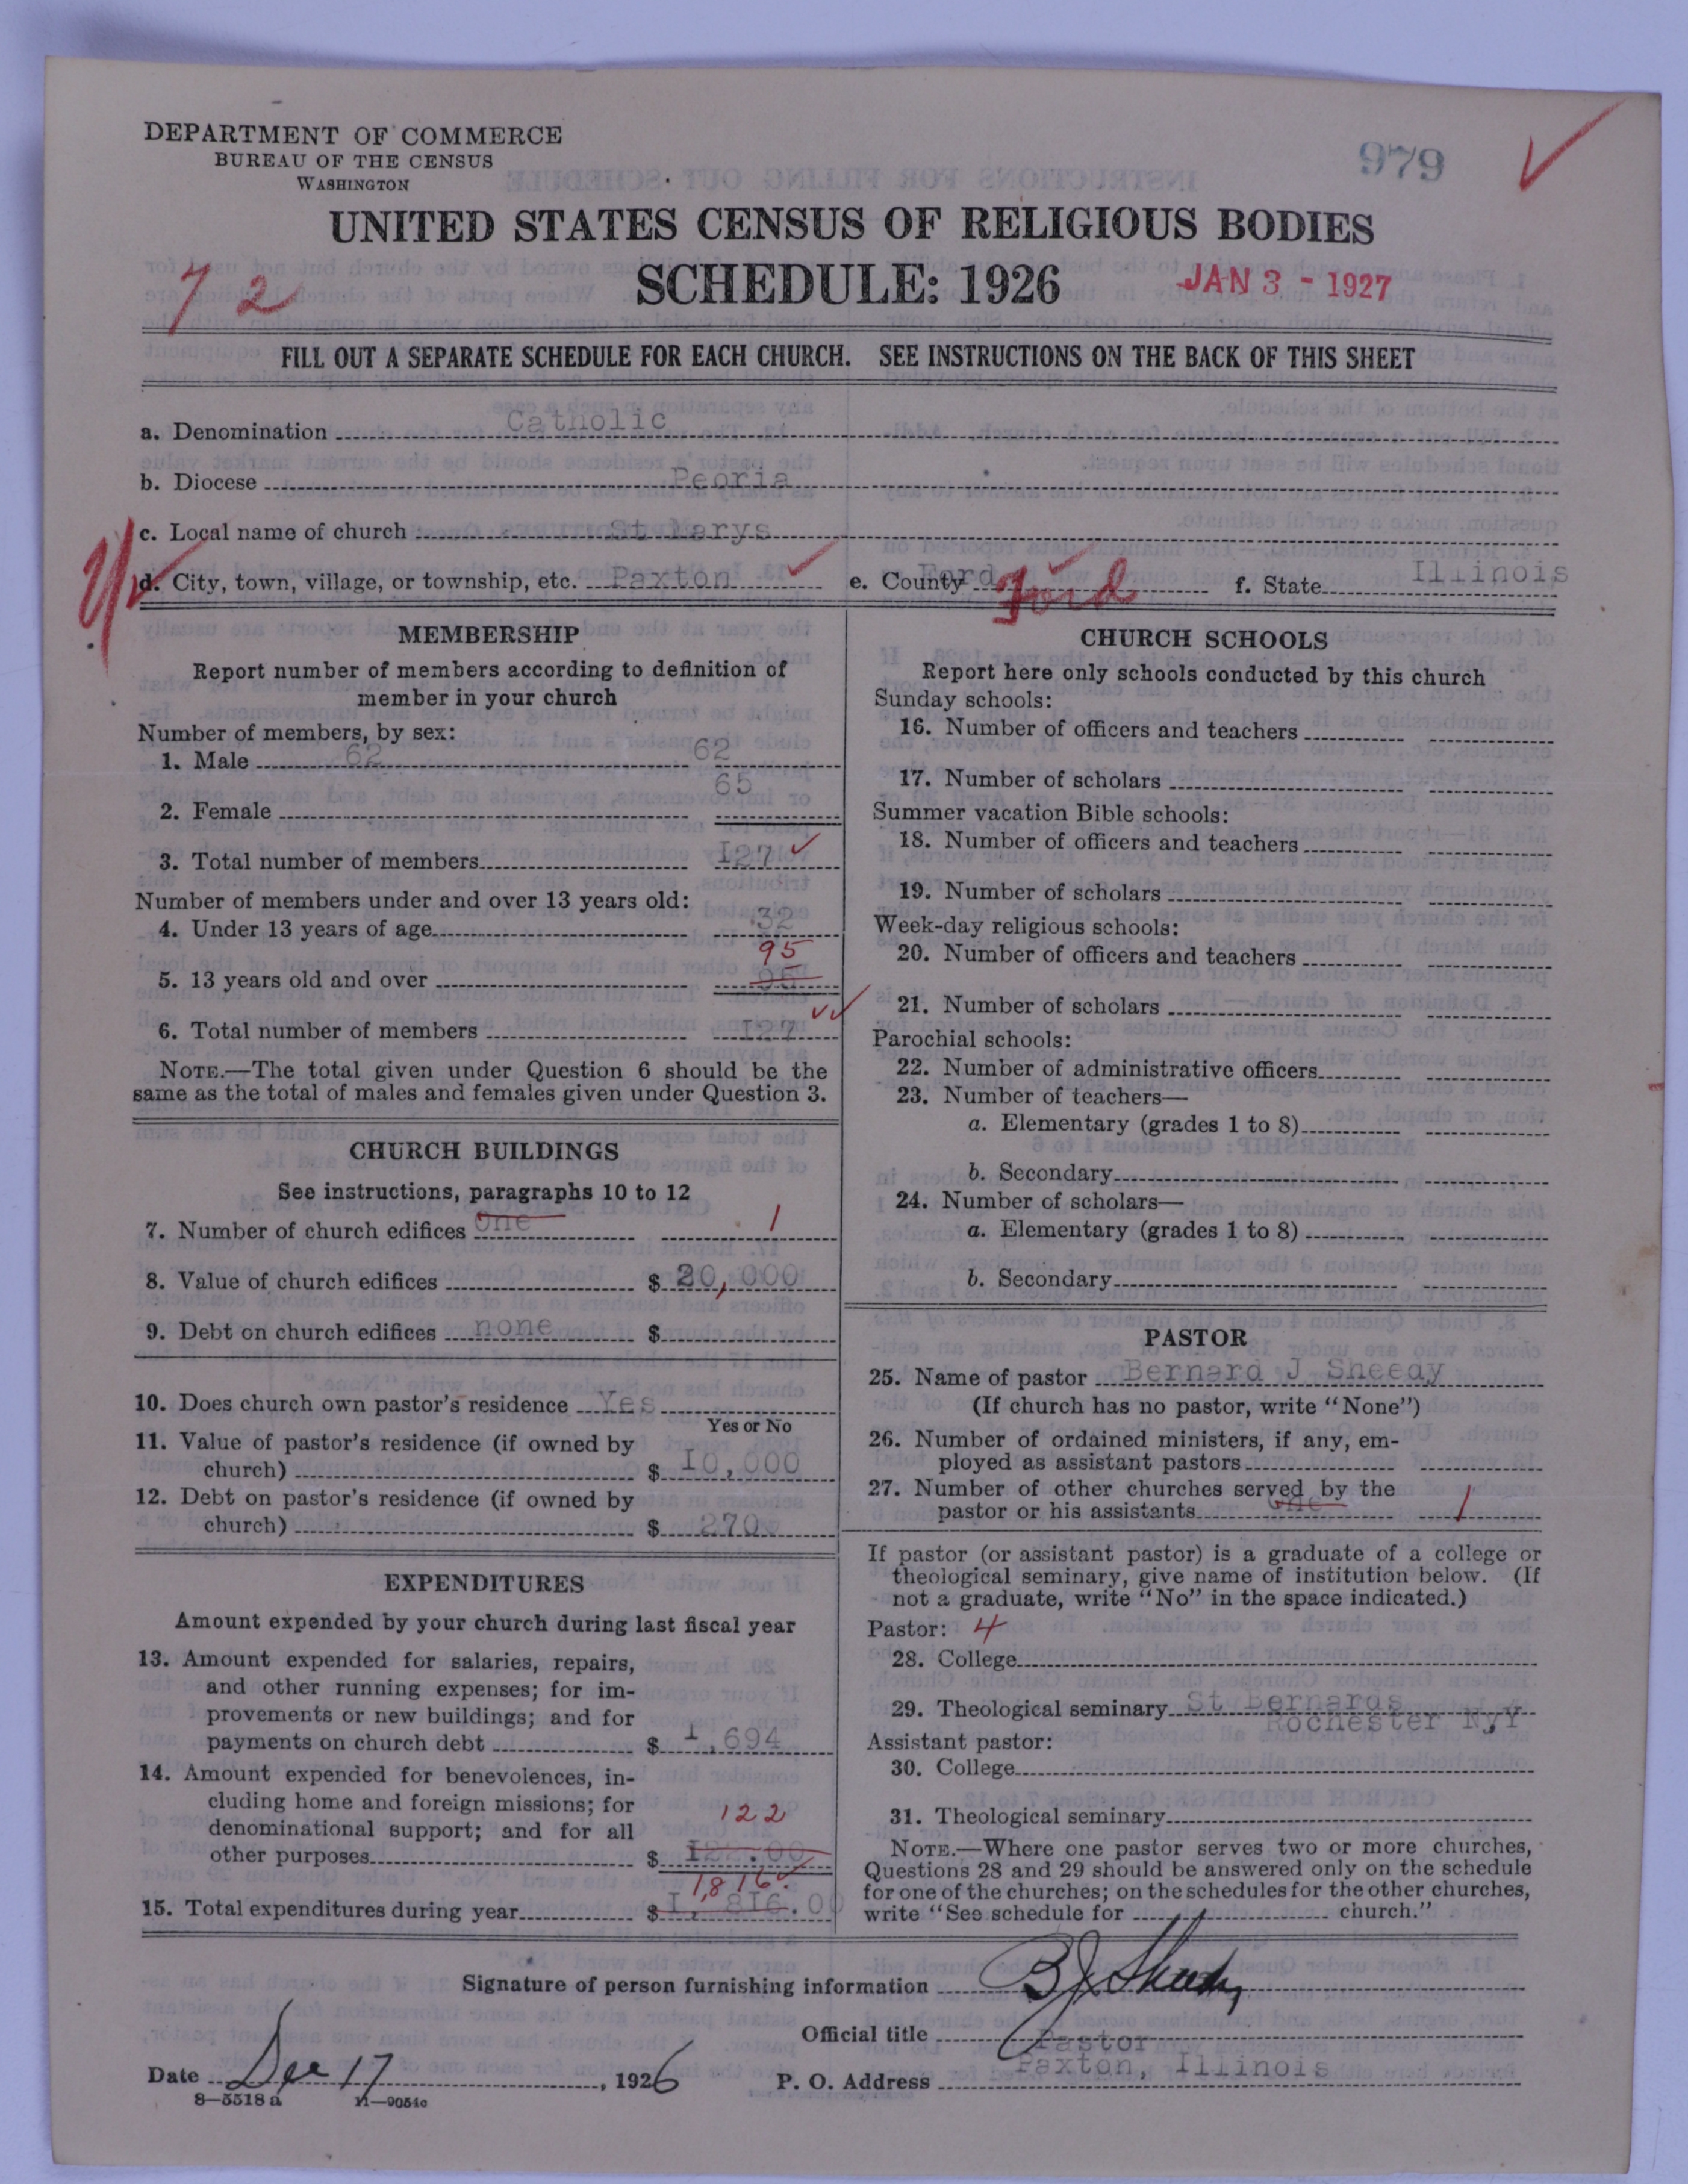 DEPARTMENT OF COMMERCE
BUREAU OF THE CENSUS
WASHINGTON
979
UNITED STATES CENSUS OF RELIGIOUS BODIES
72
SCHEDULE: 1926
JAN 3 - 1927
FILL OUT A SEPARATE SCHEDULE FOR EACH CHURCH. SEE INSTRUCTIONS ON THE BACK OF THIS SHEET
a. Denomination Catholic
b. Diocese Peoria
c. Local name of church St Marys
d. City, town, village, or township, etc. Paxton e. County Ford Ford f. State Illinois
MEMBERSHIP
Report number of members according to definition of
member in your church
Number of members, by sex:
1. Male 62 62
2. Female 65
3. Total number of members 127
Number of members under and over 13 years old:
4. Under 13 years of age 32
95
5. 13 years old and over
6. Total number of members 127
NOTE.—The total given under Question 6 should be the
same as the total of males and females given under Question 3.
CHURCH BUILDINGS
See instructions, paragraphs 10 to 12
7. Number of church edifices one 1
8. Value of church edifices $ 20,000
9. Debt on church edifices none $
10. Does church own pastor's residence Yes
Yes or No
11. Value of pastor's residence (if owned by
church) $ 10,000
12. Debt on pastor's residence (if owned by
church) $ 270
EXPENDITURES
Amount expended by your church during last fiscal year
13. Amount expended for salaries, repairs,
and other running expenses; for im-
provements or new buildings; and for
payments on church debt $ 1,694
14. Amount expended for benevolences, in-
cluding home and foreign missions; for
denominational support; and for all 122
other purposes $ 122.00
1,816
15. Total expenditures during year $ 1,816.00
CHURCH SCHOOLS
Report here only schools conducted by this church
Sunday schools:
16. Number of officers and teachers
17. Number of scholars
Summer vacation Bible schools:
18. Number of officers and teachers
19. Number of scholars
Week-day religious schools:
20. Number of officers and teachers
21. Number of scholars
Parochial schools:
22. Number of administrative officers
23. Number of teachers—
a. Elementary (grades 1 to 8)
b. Secondary
24. Number of scholars—
a. Elementary (grades 1 to 8)
b. Secondary
PASTOR
25. Name of pastor Bernard J Sheedy
(If church has no pastor, write "None")
26. Number of ordained ministers, if any, em-
ployed as assistant pastors
27. Number of other churches served by the
pastor or his assistants One 1
If pastor (or assistant pastor) is a graduate of a college or
theological seminary, give name of institution below. (If
not a graduate, write "No" in the space indicated.)
Pastor: 4
28. College
29. Theological seminary St Bernards
Rochester NyY
Assistant pastor:
30. College
31. Theological seminary
NOTE.—Where one pastor serves two or more churches,
Questions 28 and 29 should be answered only on the schedule
for one of the churches; on the schedules for the other churches,
write "See schedule for church."
Signature of person furnishing information B J Sheedy
Official title Pastor
Date Dec 17, 1926 P. O. Address Paxton, Illinois
8—5518 a 11—9054c